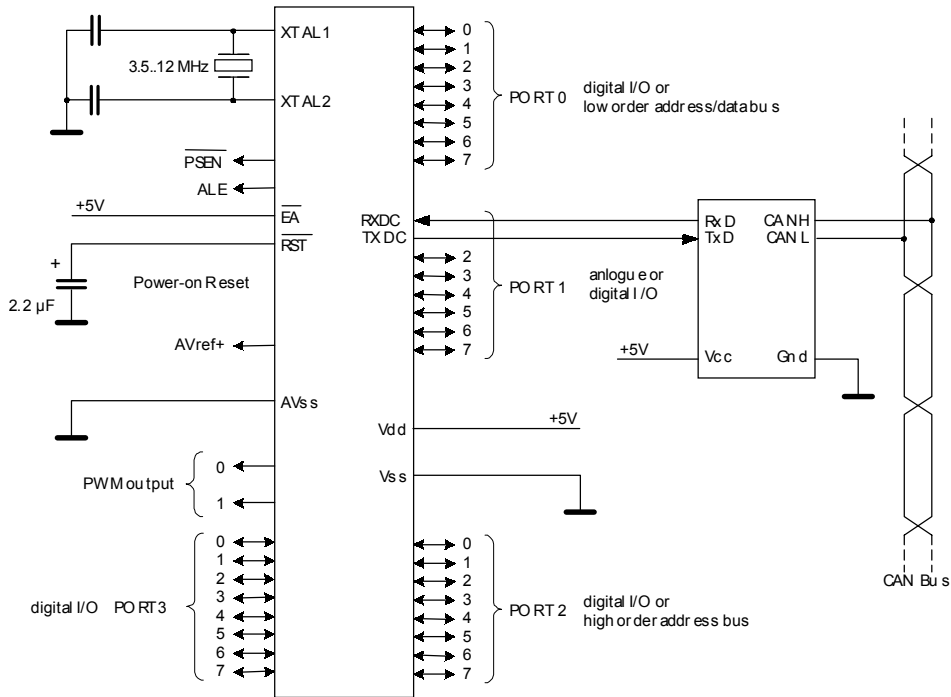 XTAL1
3.5..12 MHz
XTAL2
PSEN
ALE
+5V
EA
RST
+
2.2 µF
Power-on Reset
AVref+
AVss
PWM output
0
1
digital I/O PORT3
0
1
2
3
4
5
6
7
0
1
2
3
4
5
6
7
PORT 0
digital I/O or
low order address/data bus
RXDC
TXDC
2
3
4
5
6
7
PORT 1
anlogue or
digital I/O
Vdd
+5V
Vss
0
1
2
3
4
5
6
7
PORT 2
digital I/O or
high order address bus
RxD
TxD
CANH
CANL
+5V
Vcc
Gnd
CAN Bus